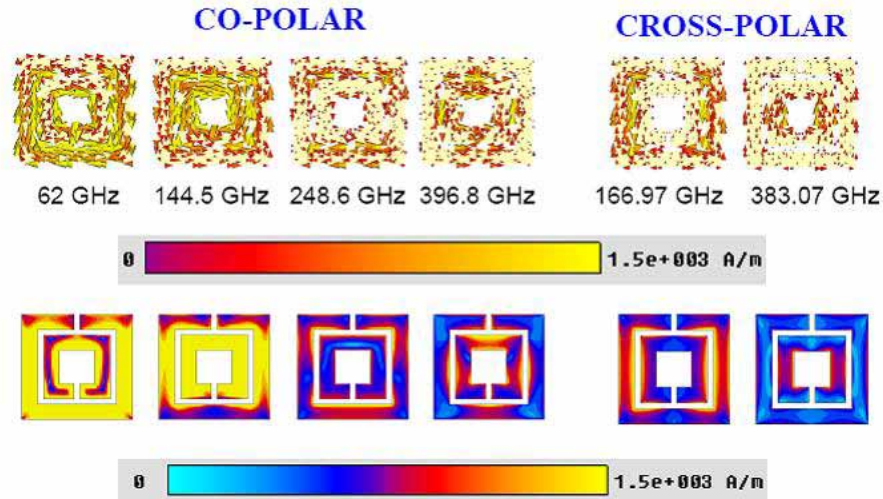 CO-POLAR CROSS-POLAR
62 GHz 144.5 GHz 248.6 GHz 396.8 GHz 166.97 GHz 383.07 GHz
0 1.5e+003 A/m
0 1.5e+003 A/m